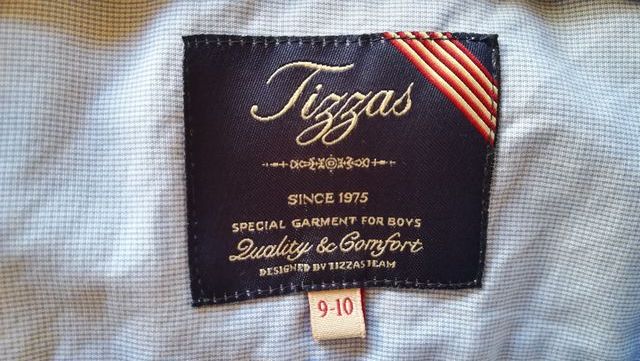 Tizzas
SINCE 1975
SPECIAL GARMENT FOR BOYS
Quality & Comfort
DESIGNED BY TIZZAS TEAM
9-10